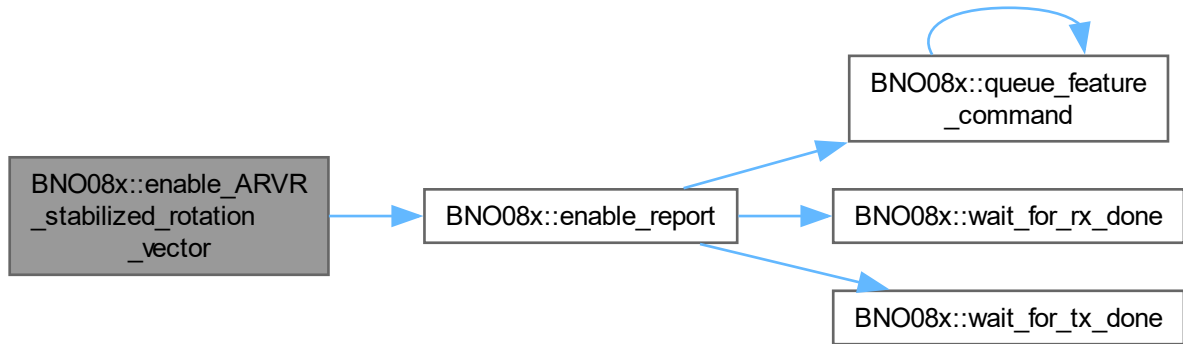 BNO08x::enable_ARVR
_stabilized_rotation
_vector
BNO08x::enable_report
BNO08x::queue_feature
_command
BNO08x::wait_for_rx_done
BNO08x::wait_for_tx_done